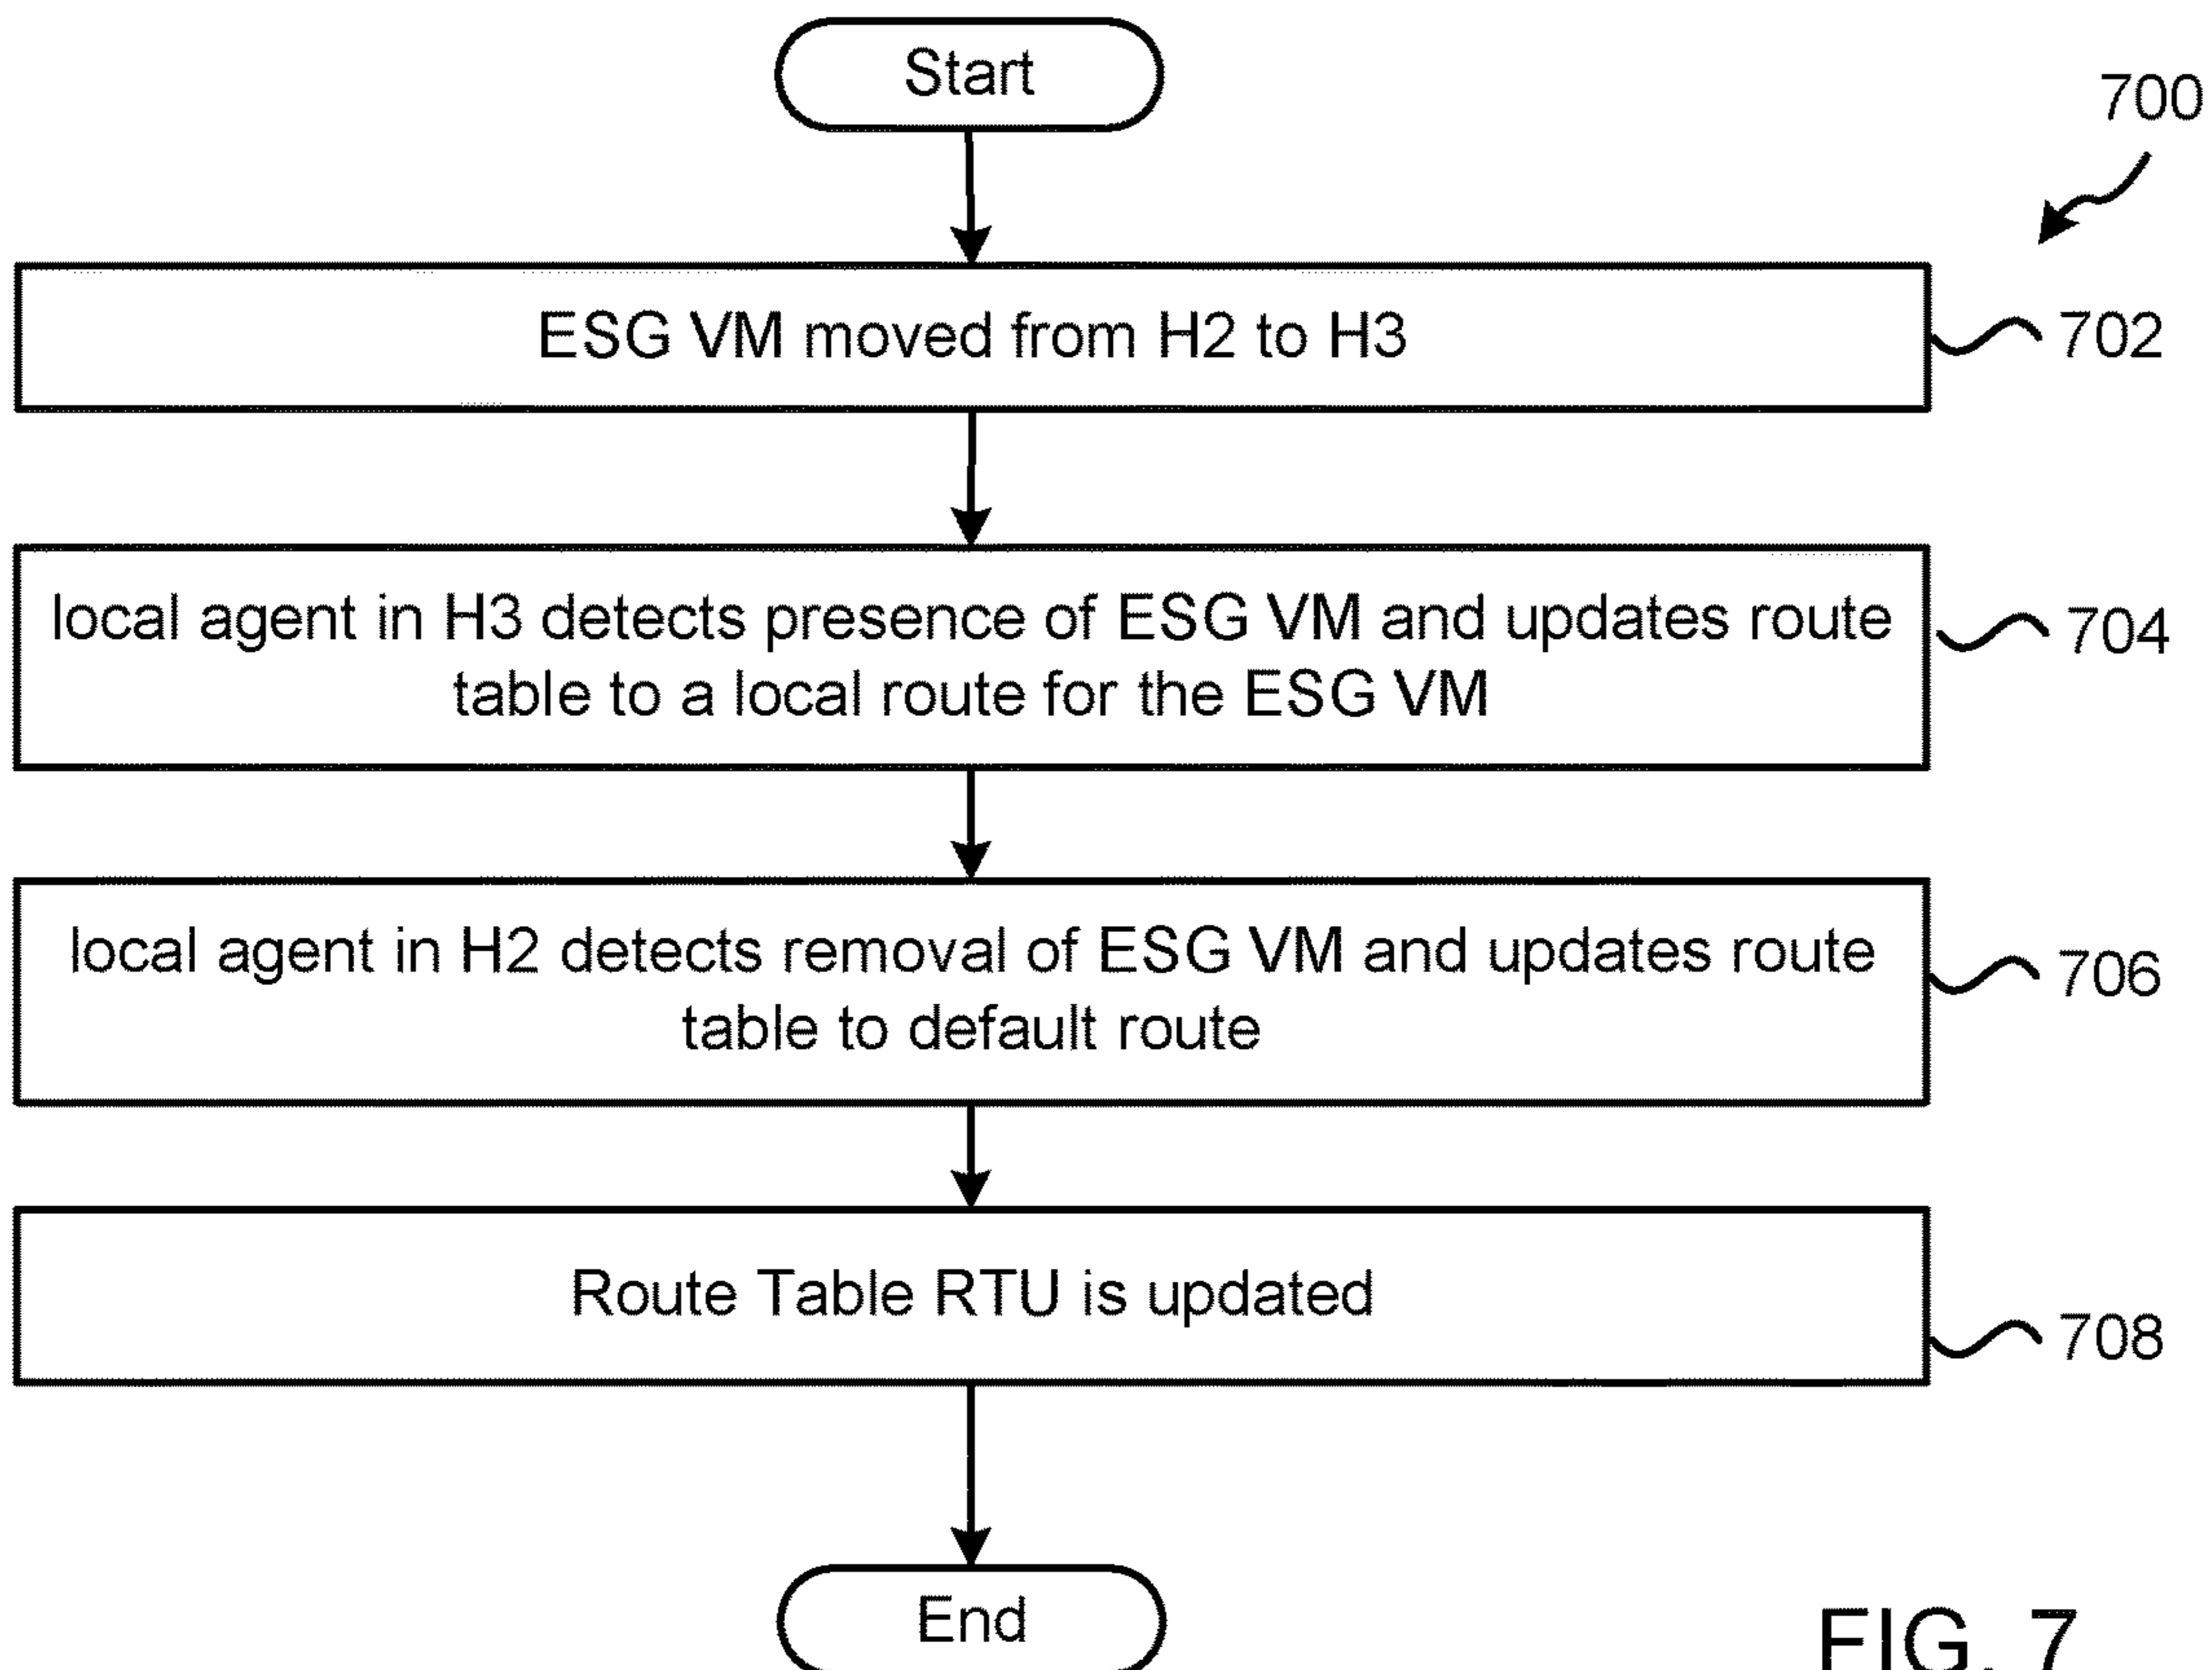 Start
700
ESG VM moved from H2 to H3
702
local agent in H3 detects presence of ESG VM and updates route
table to a local route for the ESG VM
704
local agent in H2 detects removal of ESG VM and updates route
table to default route
706
Route Table RTU is updated
708
End
FIG. 7